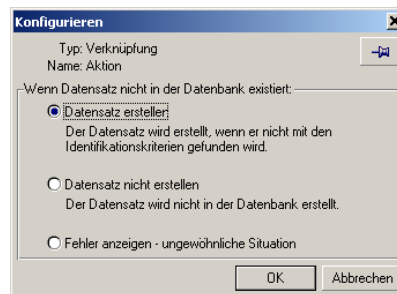 Konfigurieren
Typ: Verknüpfung
Name: Aktion
Wenn Datensatz nicht in der Datenbank existiert:
Datensatz erstellen
Der Datensatz wird erstellt, wenn er nicht mit den
Identifikationskriterien gefunden wird.
Datensatz nicht erstellen
Der Datensatz wird nicht in der Datenbank erstellt.
Fehler anzeigen - ungewöhnliche Situation
OK
Abbrechen